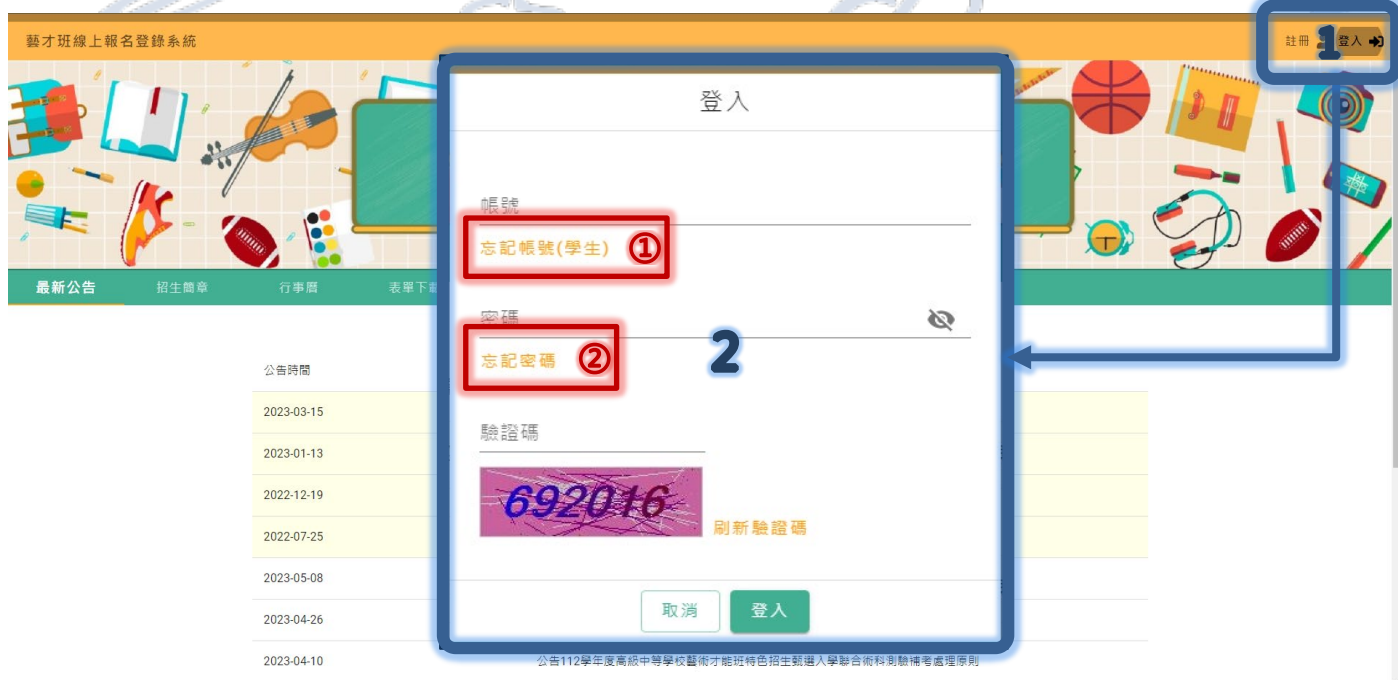 藝才班線上報名登錄系統
註冊
1
登入
登入
帳號
忘記帳號(學生) ①
最新公告 招生簡章 行事曆 表單下
密碼
忘記密碼 ②
2
公告時間
2023-03-15
驗證碼
2023-01-13
692016
刷新驗證碼
2022-12-19
2022-07-25
2023-05-08
取消 登入
2023-04-26
2023-04-10 公告112學年度高級中等學校藝術才能班特色招生甄選入學聯合術科測驗補考處理原則